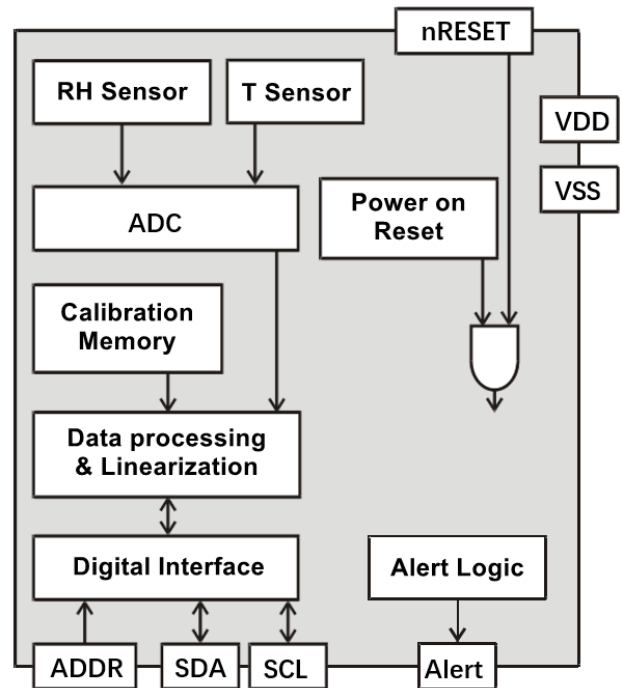 nRESET
RH Sensor
T Sensor
VDD
VSS
ADC
Power on
Reset
Calibration
Memory
Data processing
& Linearization
Digital Interface
Alert Logic
ADDR
SDA
SCL
Alert